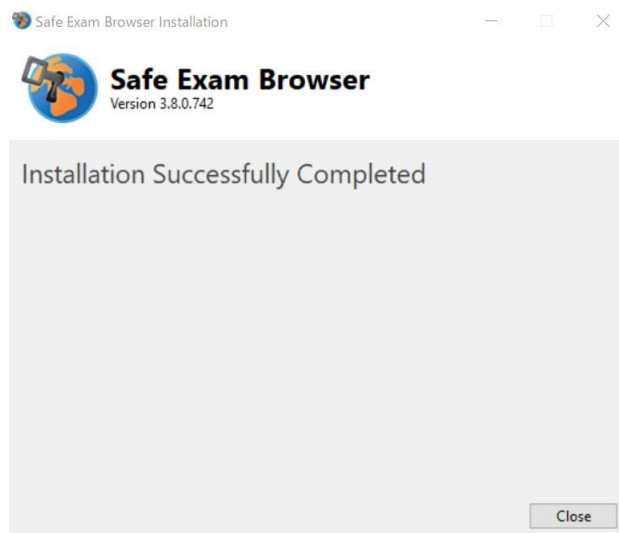 Safe Exam Browser Installation
Safe Exam Browser
Version 3.8.0.742
Installation Successfully Completed
Close